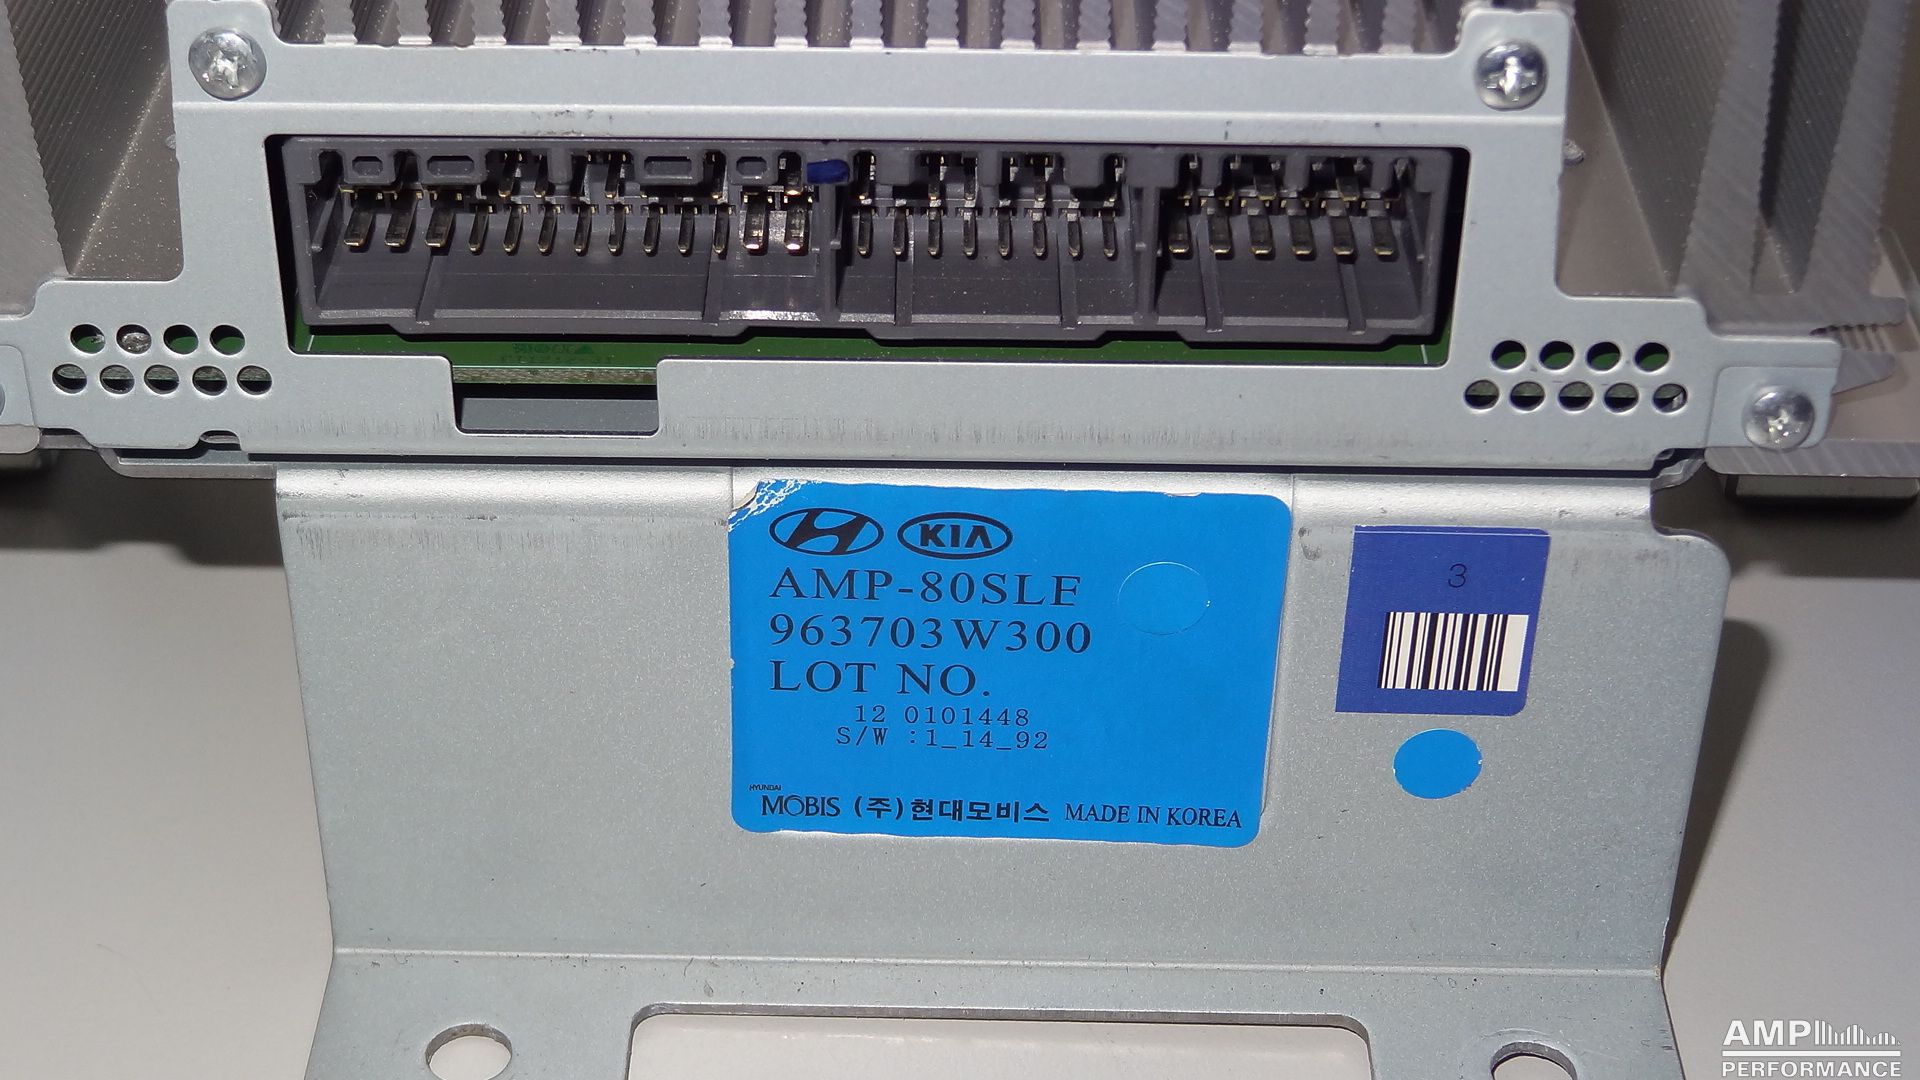 KIA
AMP-80SLF
963703W300
LOT NO.
12 0101448
S/W :1_14_92
HYUNDAI
MOBIS (주)현대모비스 MADE IN KOREA
3
AMP
PERFORMANCE